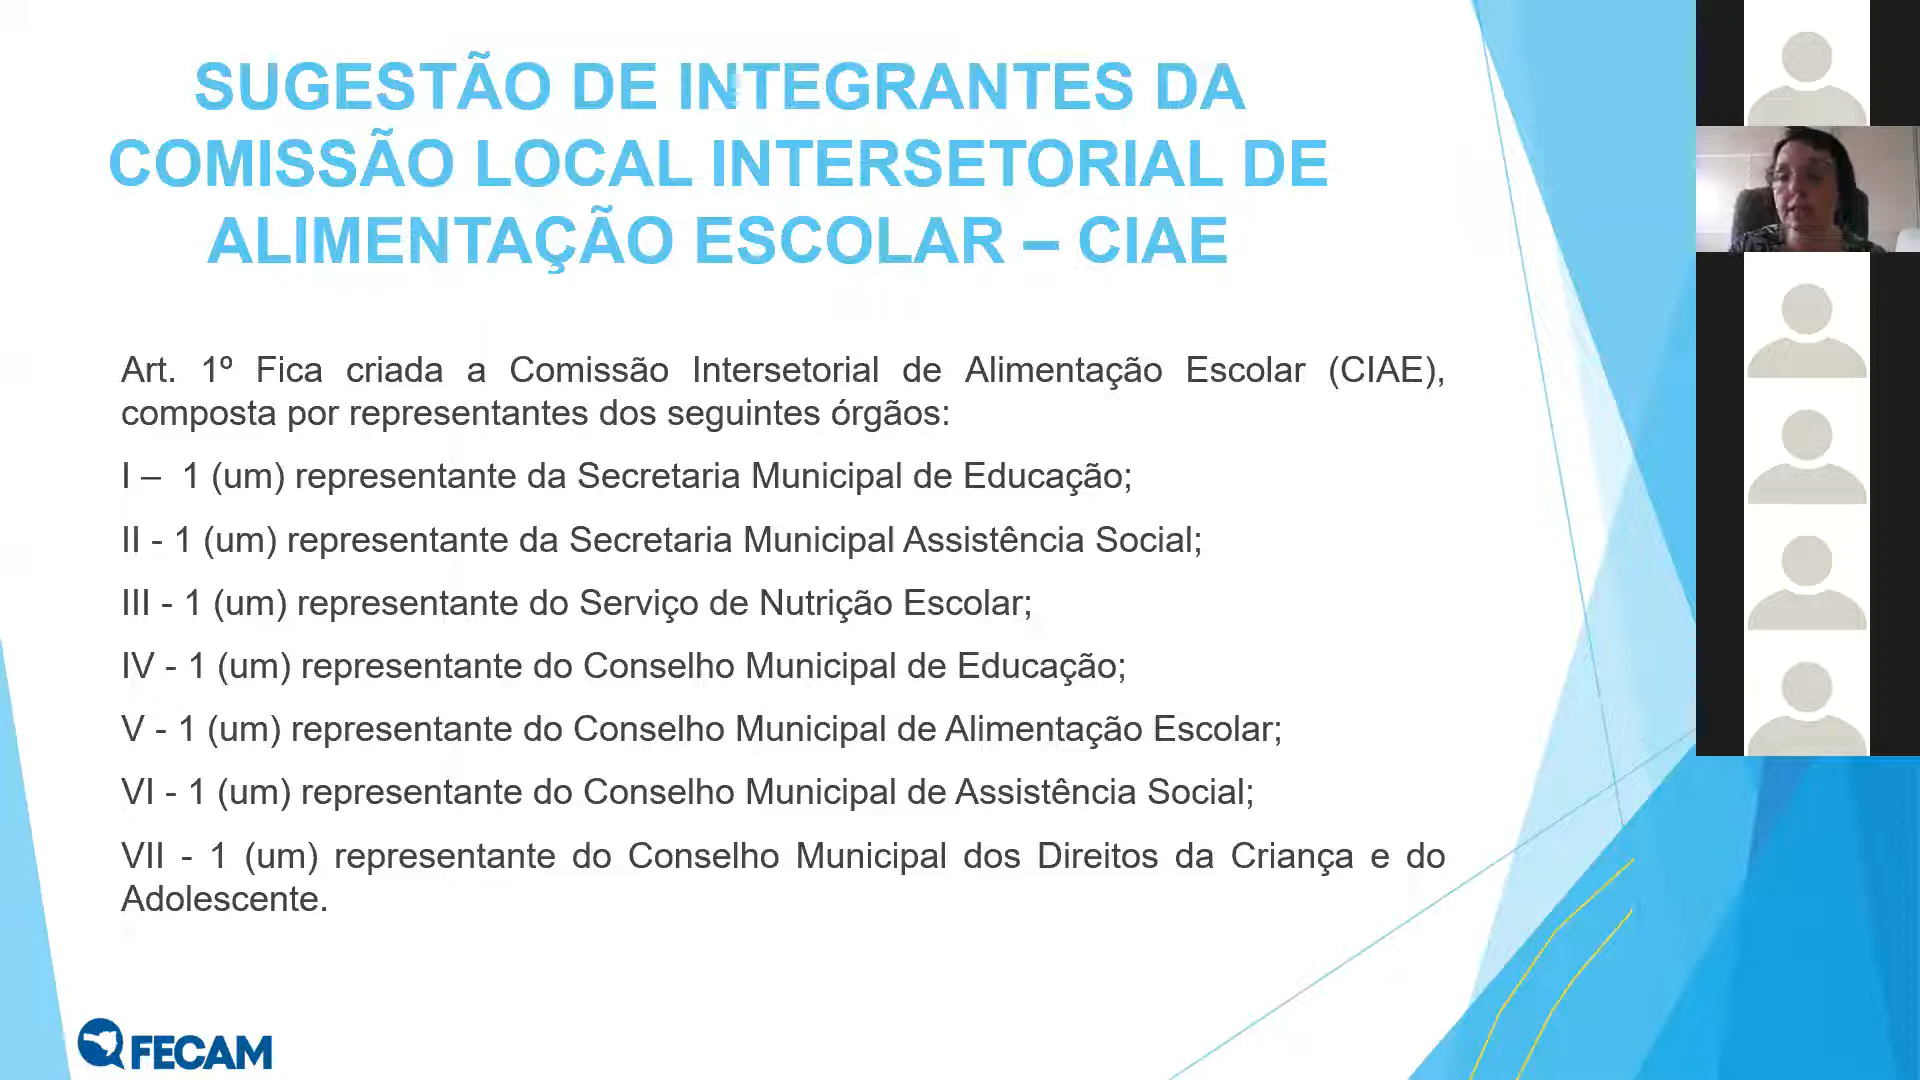 SUGESTÃO DE INTEGRANTES DA
COMISSÃO LOCAL INTERSETORIAL DE
ALIMENTAÇÃO ESCOLAR – CIAE
Art. 1º Fica criada a Comissão Intersetorial de Alimentação Escolar (CIAE),
composta por representantes dos seguintes órgãos:
I – 1 (um) representante da Secretaria Municipal de Educação;
II - 1 (um) representante da Secretaria Municipal Assistência Social;
III - 1 (um) representante do Serviço de Nutrição Escolar;
IV - 1 (um) representante do Conselho Municipal de Educação;
V - 1 (um) representante do Conselho Municipal de Alimentação Escolar;
VI - 1 (um) representante do Conselho Municipal de Assistência Social;
VII - 1 (um) representante do Conselho Municipal dos Direitos da Criança e do
Adolescente.
FECAM